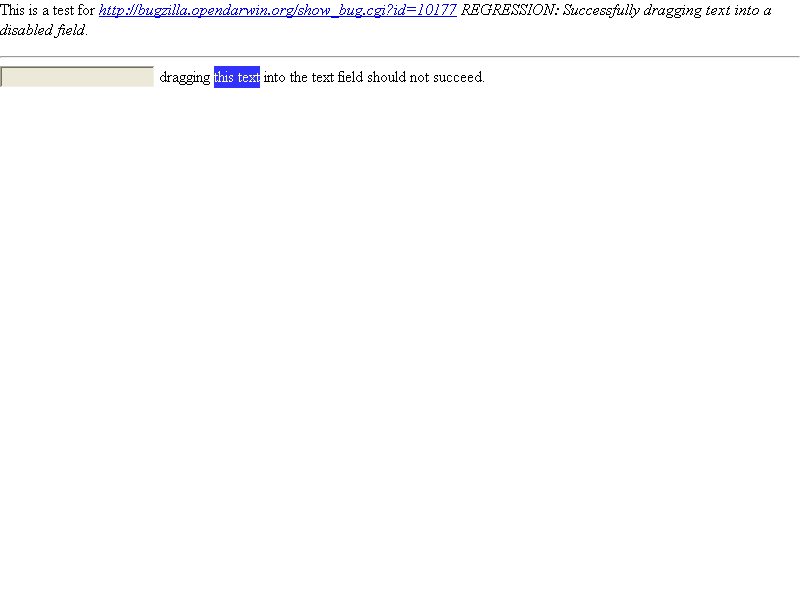 This is a test for http://bugzilla.opendarwin.org/show_bug.cgi?id=10177 REGRESSION: Successfully dragging text into a
disabled field.
dragging this text into the text field should not succeed.